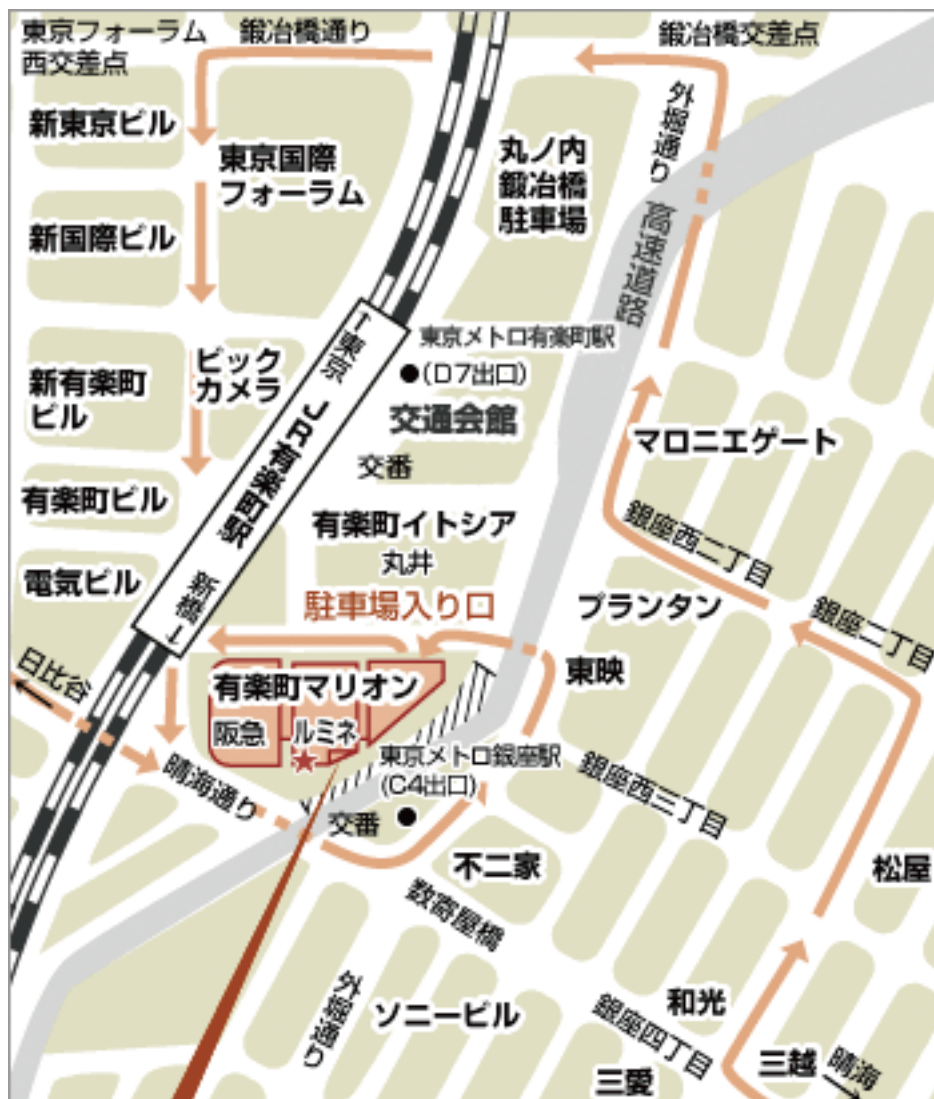 東京フォーラム
西交差点
鍛冶橋通り
鍛冶橋交差点
外堀通り
新東京ビル
東京国際
フォーラム
丸ノ内
鍛冶橋
駐車場
高速道路
新国際ビル
↑東京 JR有楽町駅 新橋↓
東京メトロ有楽町駅
●(D7出口)
新有楽町
ビル
ビック
カメラ
交通会館
交番
マロニエゲート
有楽町ビル
有楽町イトシア
丸井
銀座西二丁目
電気ビル
駐車場入り口
プランタン
銀座二丁目
日比谷
有楽町マリオン
阪急
ルミネ
東映
晴海通り
東京メトロ銀座駅
(C4出口)
交番
銀座西三丁目
不二家
松屋
数寄屋橋
外堀通り
ソニービル
和光
銀座四丁目
三愛
三越
晴海